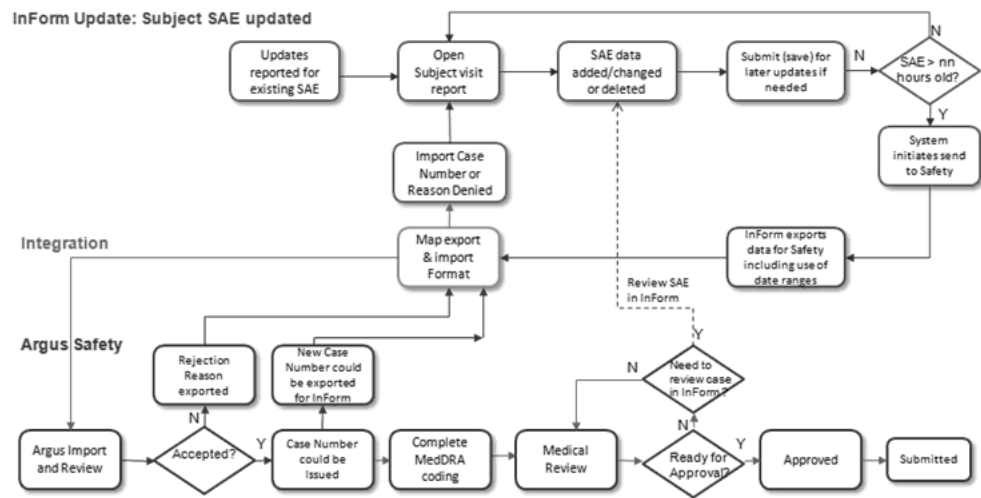 InForm Update: Subject SAE updated
Updates
reported for
existing SAE
Open
Subject visit
report
SAE data
added/changed
or deleted
Submit (save) for
later updates if
needed
N
N
SAE > nn
hours old?
Y
System
initiates send
to Safety
Import Case
Number or
Reason Denied
Integration
Map export
& import
Format
InForm exports
data for Safety
including use of
date ranges
Review SAE
in InForm
Argus Safety
Rejection
Reason
exported
New Case
Number could
be exported
for InForm
Y
N
Need to
review case
in InForm?
N
N
Argus Import
and Review
Accepted?
Y
Case Number
could be
Issued
Complete
MedDRA
coding
Medical
Review
Ready for
Approval?
Y
Approved
Submitted